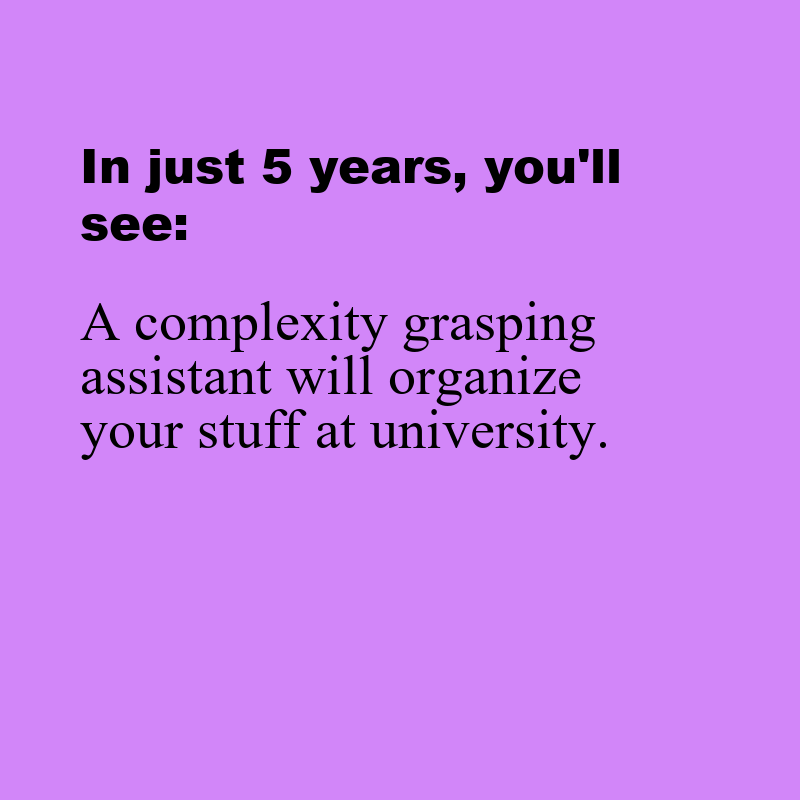 In just 5 years, you'll
see:
A complexity grasping
assistant will organize
your stuff at university.